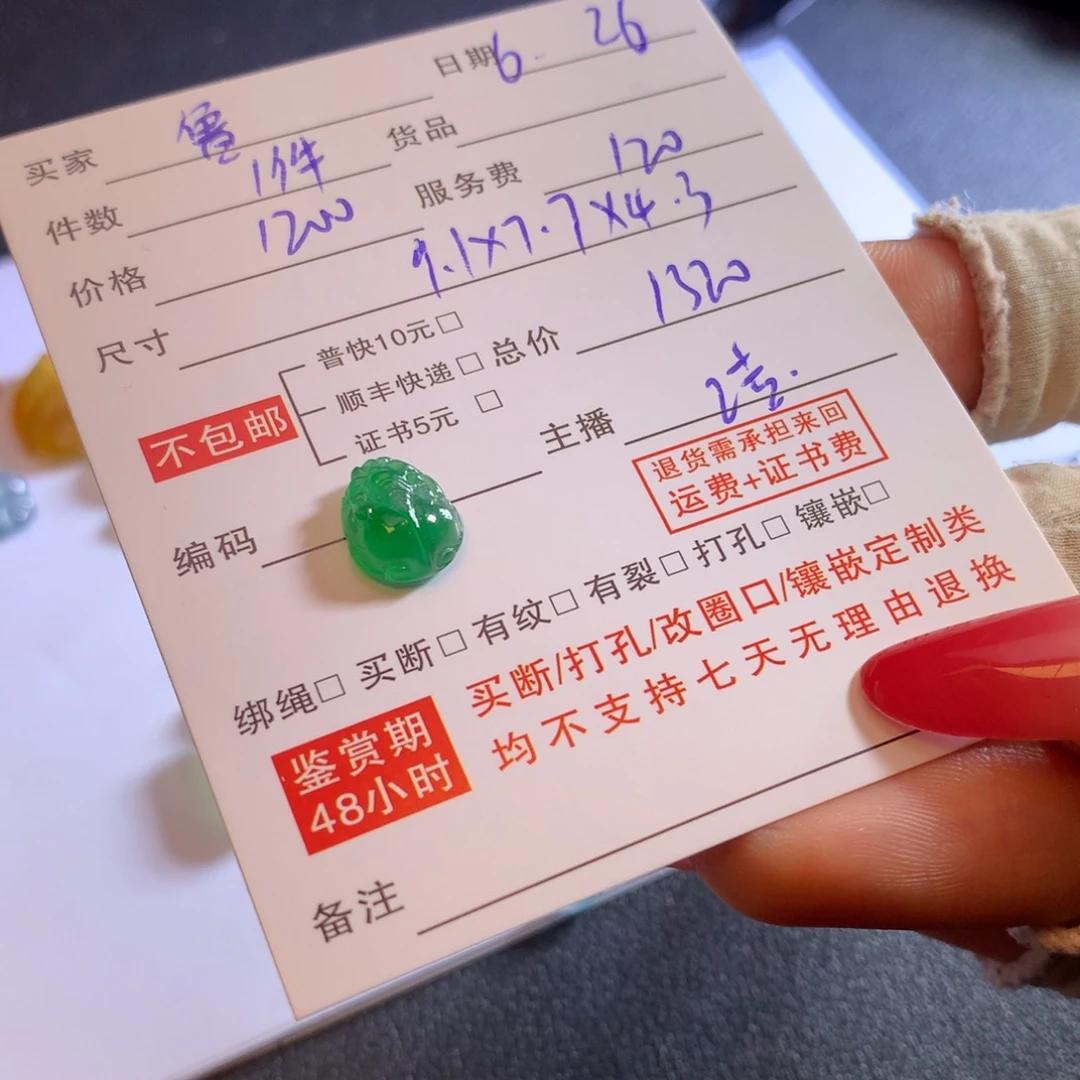 日期 6. 26
买家
货品
件数 1件
服务费 120
价格 1200
尺寸 9.1×7.7×4.3
不包邮
普快10元□
顺丰快递□
证书5元 □
总价 1320
主播
退货需承担来回
运费+证书费
编码
绑绳□ 买断□ 有纹□ 有裂□ 打孔□ 镶嵌□
鉴赏期
48小时
买断/打孔/改圈口/镶嵌定制类
均不支持七天无理由退换
备注